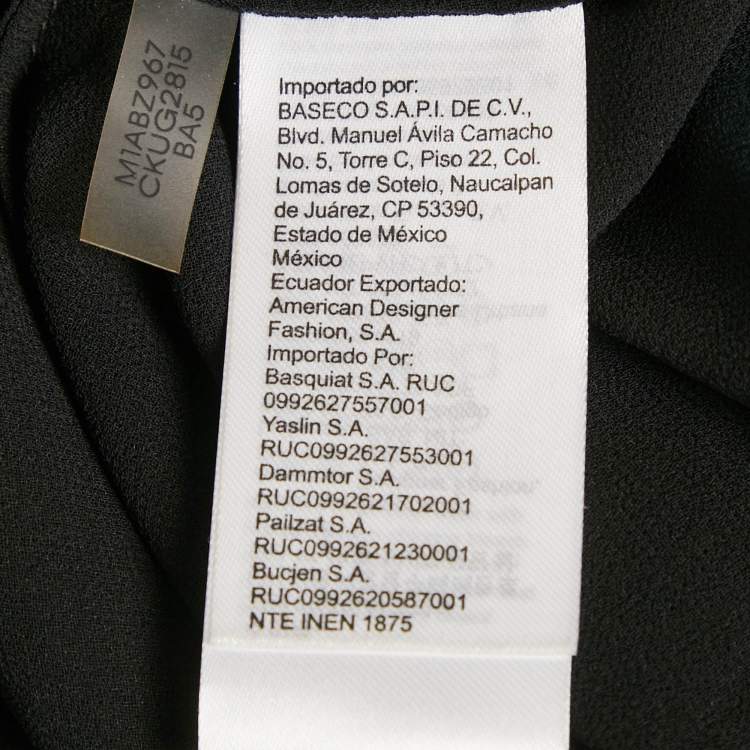 M1ABZ967
CKUG2815
BA5
Importado por:
BASECO S.A.P.I. DE C.V.,
Blvd. Manuel Ávila Camacho
No. 5, Torre C, Piso 22, Col.
Lomas de Sotelo, Naucalpan
de Juárez, CP 53390,
Estado de México
México
Ecuador Exportado:
American Designer
Fashion, S.A.
Importado Por:
Basquiat S.A. RUC
0992627557001
Yaslin S.A.
RUC0992627553001
Dammtor S.A.
RUC0992621702001
Pailzat S.A.
RUC0992621230001
Bucjen S.A.
RUC0992620587001
NTE INEN 1875